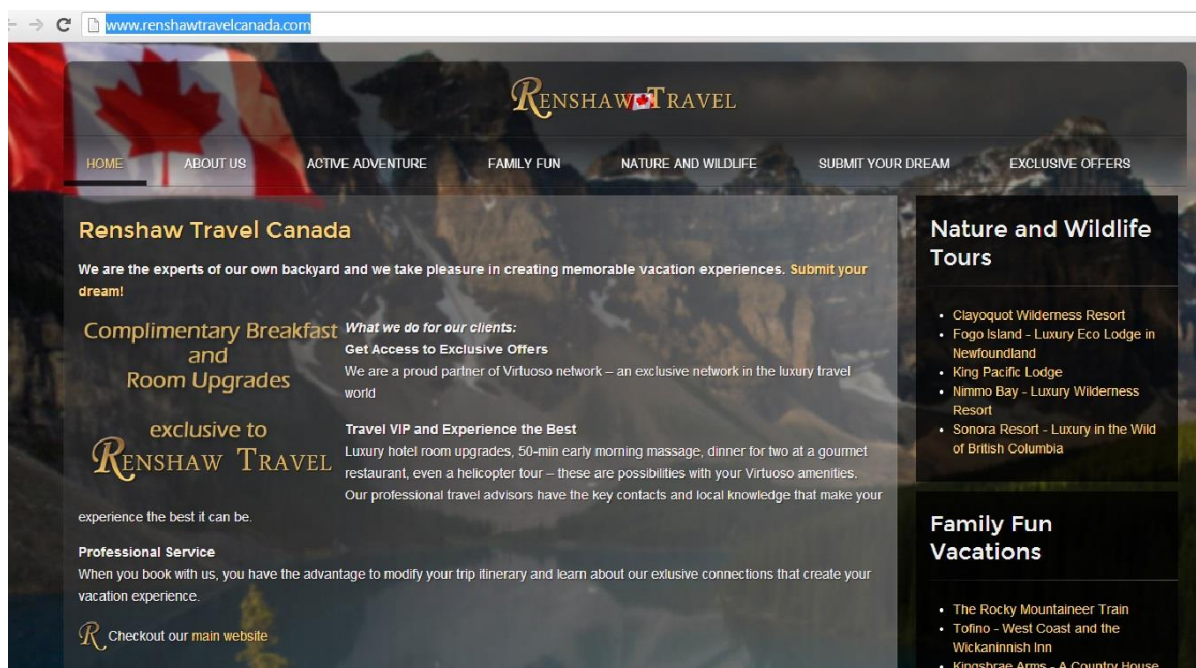 www.renshawtravelcanada.com
RENSHAW TRAVEL
HOME ABOUT US ACTIVE ADVENTURE FAMILY FUN NATURE AND WILDLIFE SUBMIT YOUR DREAM EXCLUSIVE OFFERS
Renshaw Travel Canada
We are the experts of our own backyard and we take pleasure in creating memorable vacation experiences. Submit your
dream!
Complimentary Breakfast
and
Room Upgrades
exclusive to
RENSHAW TRAVEL
What we do for our clients:
Get Access to Exclusive Offers
We are a proud partner of Virtuoso network – an exclusive network in the luxury travel
world
Travel VIP and Experience the Best
Luxury hotel room upgrades, 50-min early morning massage, dinner for two at a gourmet
restaurant, even a helicopter tour – these are possibilities with your Virtuoso amenities.
Our professional travel advisors have the key contacts and local knowledge that make your
experience the best it can be.
Professional Service
When you book with us, you have the advantage to modify your trip itinerary and learn about our exlusive connections that create your
vacation experience.
R Checkout our main website
Nature and Wildlife
Tours
• Clayoquot Wilderness Resort
• Fogo Island - Luxury Eco Lodge in
Newfoundland
• King Pacific Lodge
• Nimmo Bay - Luxury Wilderness
Resort
• Sonora Resort - Luxury in the Wild
of British Columbia
Family Fun
Vacations
• The Rocky Mountaineer Train
• Tofino - West Coast and the
Wickaninnish Inn
• Kingsbrae Arms - A Country House